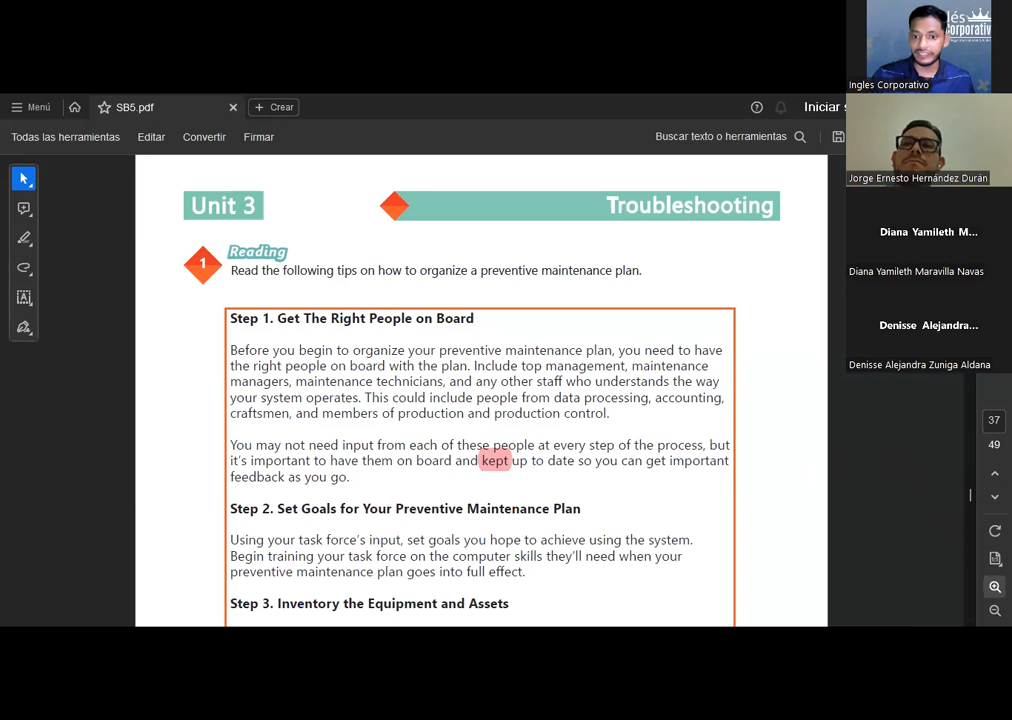 Menú
SB5.pdf
Crear
Iniciar s
Todas las herramientas
Editar
Convertir
Firmar
Buscar texto o herramientas
Unit 3
Troubleshooting
1
Reading
Read the following tips on how to organize a preventive maintenance plan.
Step 1. Get The Right People on Board
Before you begin to organize your preventive maintenance plan, you need to have
the right people on board with the plan. Include top management, maintenance
managers, maintenance technicians, and any other staff who understands the way
your system operates. This could include people from data processing, accounting,
craftsmen, and members of production and production control.
You may not need input from each of these people at every step of the process, but
it's important to have them on board and kept up to date so you can get important
feedback as you go.
Step 2. Set Goals for Your Preventive Maintenance Plan
Using your task force's input, set goals you hope to achieve using the system.
Begin training your task force on the computer skills they'll need when your
preventive maintenance plan goes into full effect.
Step 3. Inventory the Equipment and Assets
37
49
lés
Corporativo
Ingles Corporativo
Jorge Ernesto Hernández Durán
Diana Yamileth M...
Diana Yamileth Maravilla Navas
Denisse Alejandra...
Denisse Alejandra Zuniga Aldana